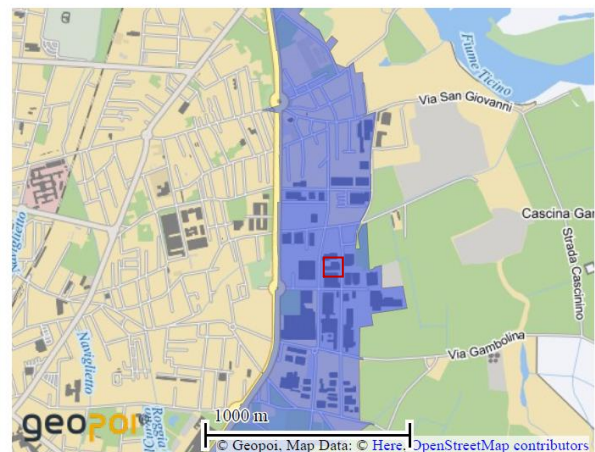 Fiume Ticino
Via San Giovanni
Cascina Gar
Strada Cascinino
Naviglietto
Naviglietto
Roggia
Via Gambolina
geopoi
1000 m
© Geopoi, Map Data: © Here, OpenStreetMap contributors